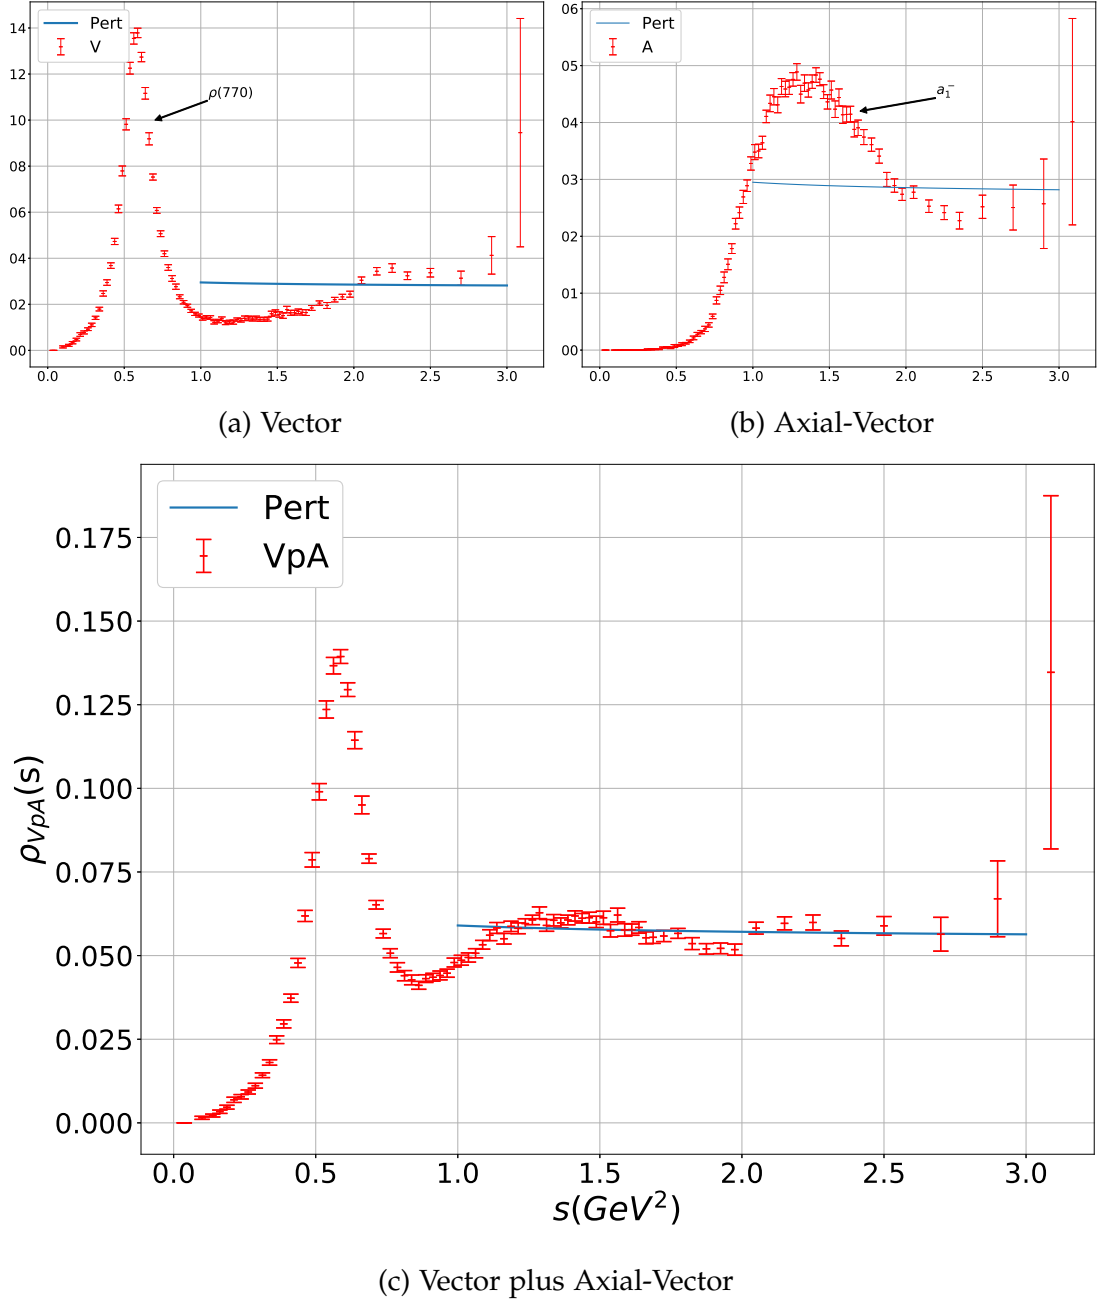 14
12
10
08
06
04
02
00
Pert
V
ρ(770)
0.0 0.5 1.0 1.5 2.0 2.5 3.0
(a) Vector
06
05
04
03
02
01
00
Pert
A
a₁⁻
0.0 0.5 1.0 1.5 2.0 2.5 3.0
(b) Axial-Vector
0.175
0.150
0.125
0.100
0.075
0.050
0.025
0.000
Pert
VpA
ρVpA(s)
0.0 0.5 1.0 1.5 2.0 2.5 3.0
s(GeV²)
(c) Vector plus Axial-Vector